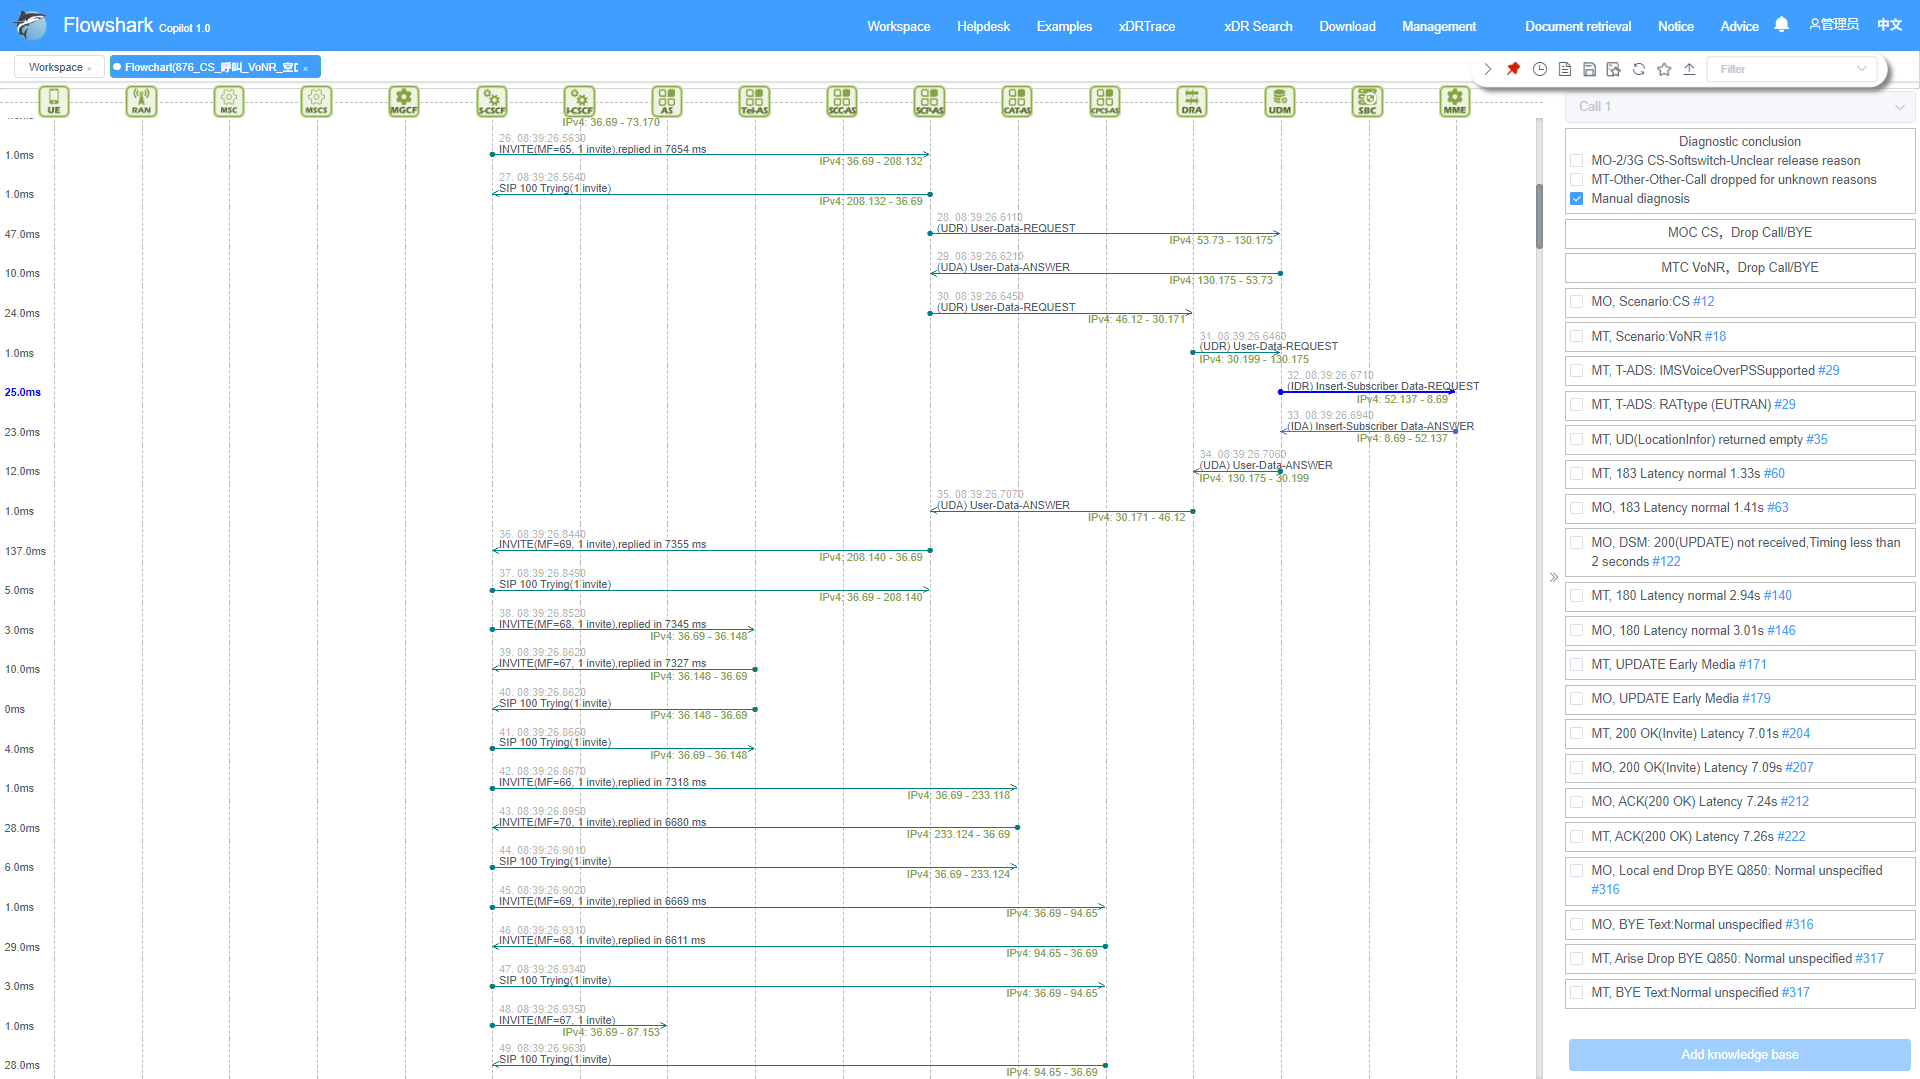 Flowshark Copilot 1.0
Workspace
Helpdesk
Examples
xDRTrace
xDR Search
Download
Management
Document retrieval
Notice
Advice
管理员
中文
Workspace ×
Flowchart(876_CS_呼叫_VoNR_空 ×
Filter
UE
RAN
MSC
MSCS
MGCF
S-CSCF
I-CSCF
AS
Tel-AS
SCC-AS
SCP-AS
CAT-AS
CPCS-AS
DRA
UDM
SBC
MME
IPv4: 36.69 - 73.170
26. 08:39:26.5630
1.0ms
INVITE(MF=65, 1 invite),replied in 7654 ms
IPv4: 36.69 - 208.132
27. 08:39:26.5640
1.0ms
SIP 100 Trying(1 invite)
IPv4: 208.132 - 36.69
28. 08:39:26.6110
47.0ms
(UDR) User-Data-REQUEST
IPv4: 53.73 - 130.175
29. 08:39:26.6210
10.0ms
(UDA) User-Data-ANSWER
IPv4: 130.175 - 53.73
30. 08:39:26.6450
24.0ms
(UDR) User-Data-REQUEST
IPv4: 46.12 - 30.171
31. 08:39:26.6460
1.0ms
(UDR) User-Data-REQUEST
IPv4: 30.199 - 130.175
32. 08:39:26.6710
25.0ms
(IDR) Insert-Subscriber Data-REQUEST
IPv4: 52.137 - 8.69
33. 08:39:26.6940
23.0ms
(IDA) Insert-Subscriber Data-ANSWER
IPv4: 8.69 - 52.137
34. 08:39:26.7060
12.0ms
(UDA) User-Data-ANSWER
IPv4: 130.175 - 30.199
35. 08:39:26.7070
1.0ms
(UDA) User-Data-ANSWER
IPv4: 30.171 - 46.12
36. 08:39:26.8440
137.0ms
INVITE(MF=69, 1 invite),replied in 7355 ms
IPv4: 208.140 - 36.69
37. 08:39:26.8490
5.0ms
SIP 100 Trying(1 invite)
IPv4: 36.69 - 208.140
38. 08:39:26.8520
3.0ms
INVITE(MF=68, 1 invite),replied in 7345 ms
IPv4: 36.69 - 36.148
39. 08:39:26.8620
10.0ms
INVITE(MF=67, 1 invite),replied in 7327 ms
IPv4: 36.148 - 36.69
40. 08:39:26.8620
0ms
SIP 100 Trying(1 invite)
IPv4: 36.148 - 36.69
41. 08:39:26.8660
4.0ms
SIP 100 Trying(1 invite)
IPv4: 36.69 - 36.148
42. 08:39:26.8670
1.0ms
INVITE(MF=66, 1 invite),replied in 7318 ms
IPv4: 36.69 - 233.118
43. 08:39:26.8950
28.0ms
INVITE(MF=70, 1 invite),replied in 6680 ms
IPv4: 233.124 - 36.69
44. 08:39:26.9010
6.0ms
SIP 100 Trying(1 invite)
IPv4: 36.69 - 233.124
45. 08:39:26.9020
1.0ms
INVITE(MF=69, 1 invite),replied in 6669 ms
IPv4: 36.69 - 94.65
46. 08:39:26.9310
29.0ms
INVITE(MF=68, 1 invite),replied in 6611 ms
IPv4: 94.65 - 36.69
47. 08:39:26.9340
3.0ms
SIP 100 Trying(1 invite)
IPv4: 36.69 - 94.65
48. 08:39:26.9350
1.0ms
INVITE(MF=67, 1 invite)
IPv4: 36.69 - 87.153
49. 08:39:26.9630
28.0ms
SIP 100 Trying(1 invite)
IPv4: 94.65 - 36.69
Call 1
Diagnostic conclusion
MO-2/3G CS-Softswitch-Unclear release reason
MT-Other-Other-Call dropped for unknown reasons
Manual diagnosis
MOC CS，Drop Call/BYE
MTC VoNR，Drop Call/BYE
MO, Scenario:CS #12
MT, Scenario:VoNR #18
MT, T-ADS: IMSVoiceOverPSSupported #29
MT, T-ADS: RATtype (EUTRAN) #29
MT, UD(LocationInfor) returned empty #35
MT, 183 Latency normal 1.33s #60
MO, 183 Latency normal 1.41s #63
MO, DSM: 200(UPDATE) not received,Timing less than
2 seconds #122
MT, 180 Latency normal 2.94s #140
MO, 180 Latency normal 3.01s #146
MT, UPDATE Early Media #171
MO, UPDATE Early Media #179
MT, 200 OK(Invite) Latency 7.01s #204
MO, 200 OK(Invite) Latency 7.09s #207
MO, ACK(200 OK) Latency 7.24s #212
MT, ACK(200 OK) Latency 7.26s #222
MO, Local end Drop BYE Q850: Normal unspecified
#316
MO, BYE Text:Normal unspecified #316
MT, Arise Drop BYE Q850: Normal unspecified #317
MT, BYE Text:Normal unspecified #317
Add knowledge base